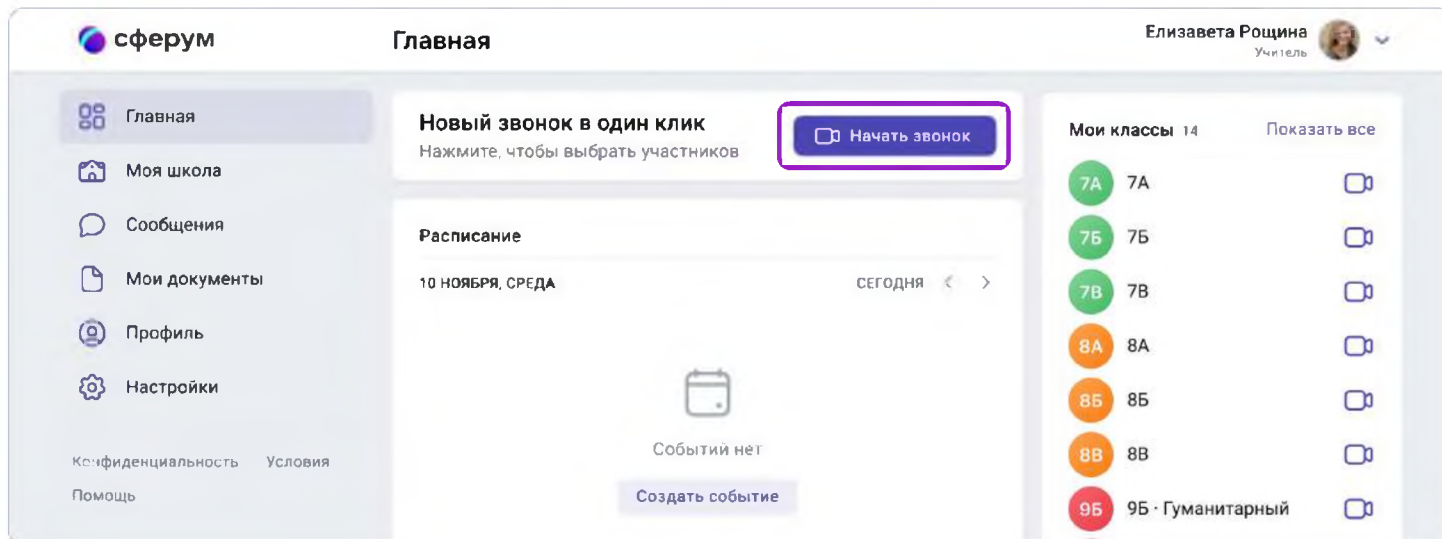 сферум
Главная
Елизавета Рощина
Учитель
Главная
Моя школа
Сообщения
Мои документы
Профиль
Настройки
Конфиденциальность Условия
Помощь
Новый звонок в один клик
Нажмите, чтобы выбрать участников
Начать звонок
Расписание
10 НОЯБРЯ, СРЕДА
СЕГОДНЯ
Событий нет
Создать событие
Мои классы 14 Показать все
7А 7А
7Б 7Б
7В 7В
8А 8А
8Б 8Б
8В 8В
9Б 9Б · Гуманитарный